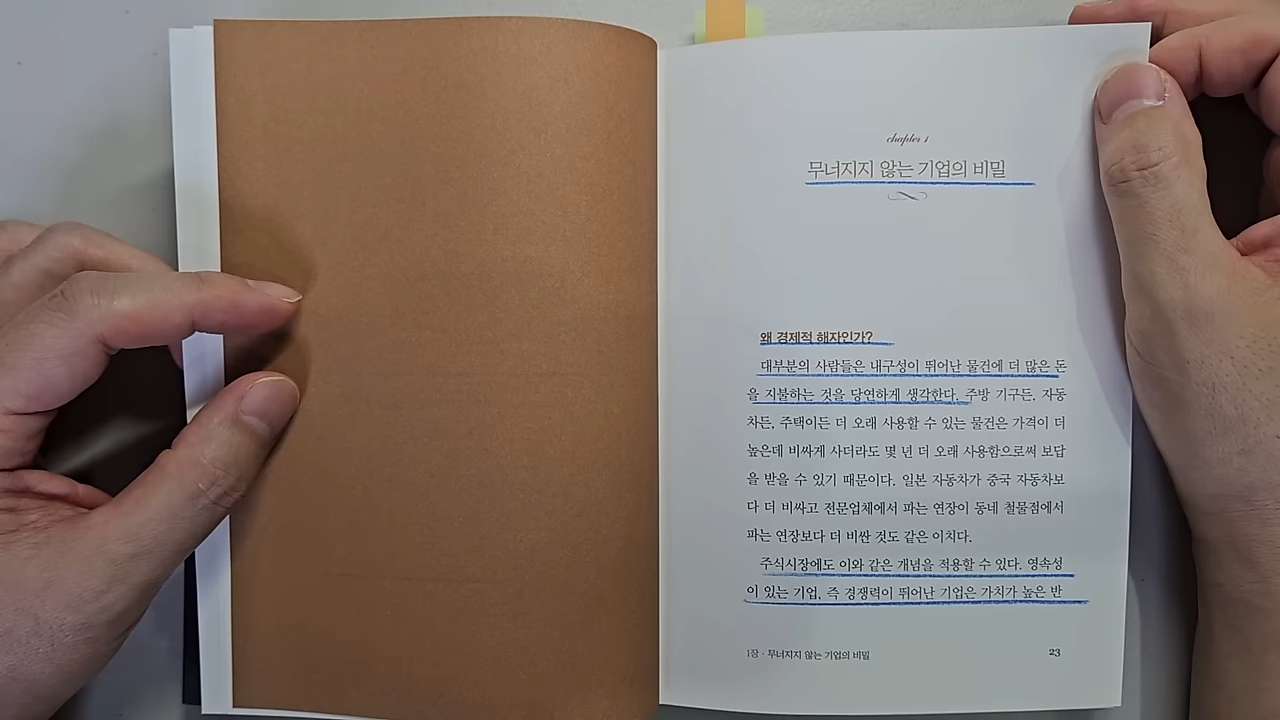 chapter 1
무너지지 않는 기업의 비밀
왜 경제적 해자인가?
대부분의 사람들은 내구성이 뛰어난 물건에 더 많은 돈
을 지불하는 것을 당연하게 생각한다. 주방 기구든, 자동
차든, 주택이든 더 오래 사용할 수 있는 물건은 가격이 더
높은데 비싸게 사더라도 몇 년 더 오래 사용함으로써 보답
을 받을 수 있기 때문이다. 일본 자동차가 중국 자동차보
다 더 비싸고 전문업체에서 파는 연장이 동네 철물점에서
파는 연장보다 더 비싼 것도 같은 이치다.
주식시장에도 이와 같은 개념을 적용할 수 있다. 영속성
이 있는 기업, 즉 경쟁력이 뛰어난 기업은 가치가 높은 반
1장 · 무너지지 않는 기업의 비밀 23